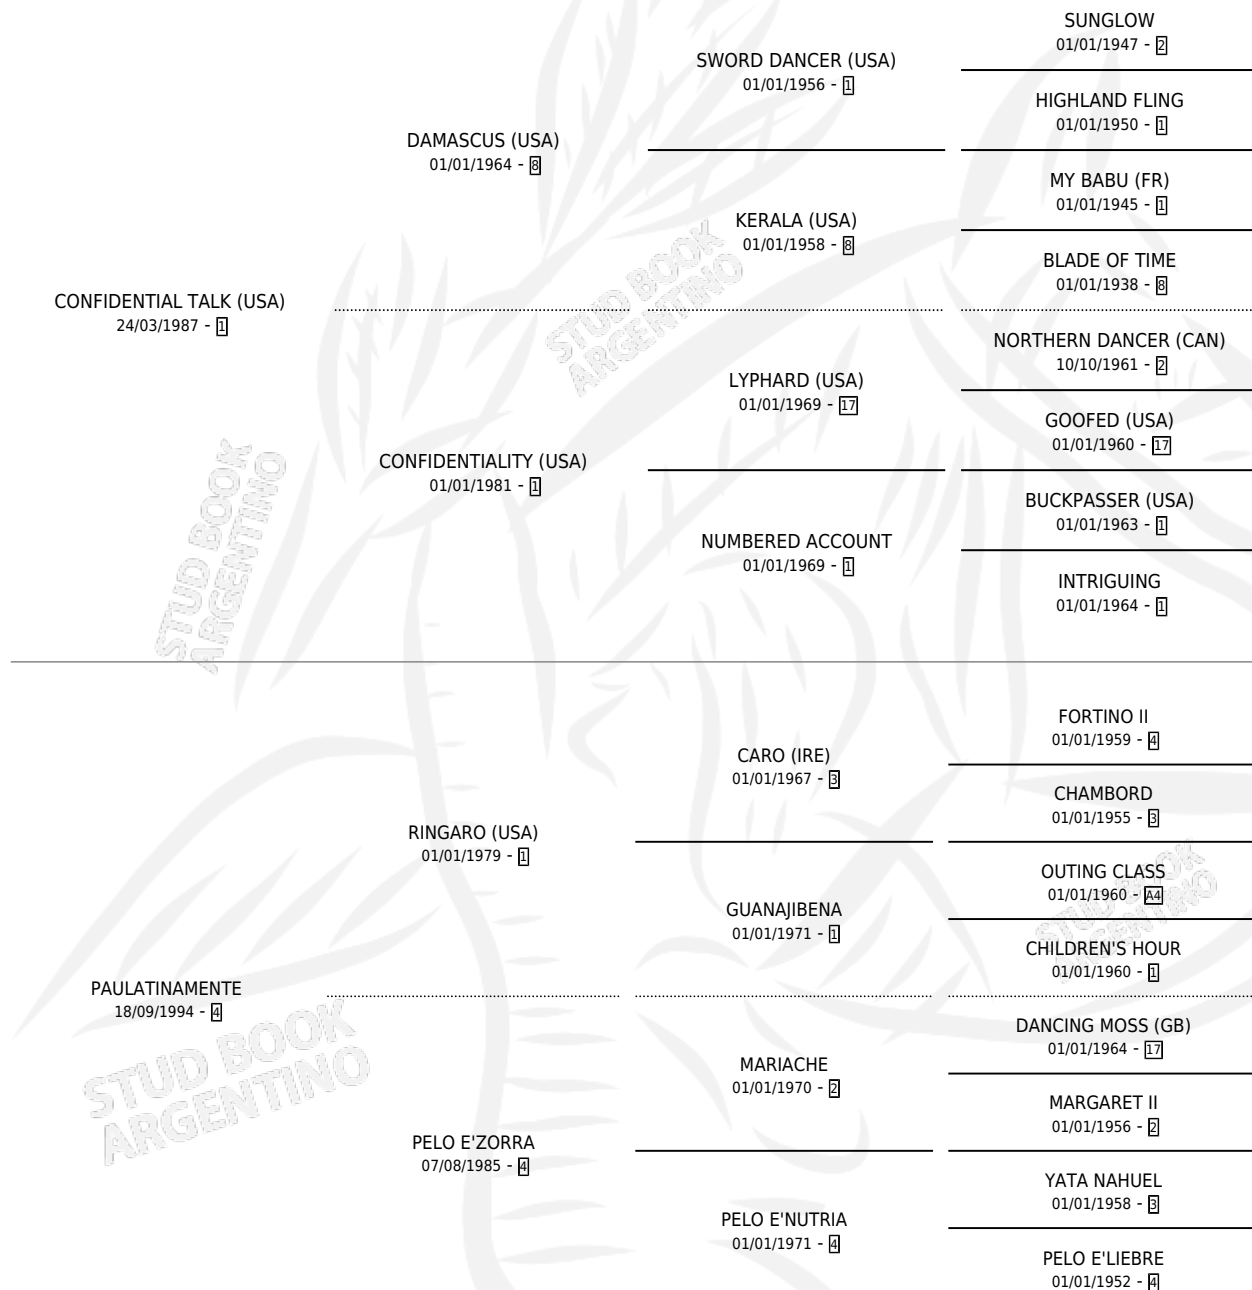 SUNGLOW
01/01/1947 - 2
SWORD DANCER (USA)
01/01/1956 - 1
HIGHLAND FLING
01/01/1950 - 1
DAMASCUS (USA)
01/01/1964 - 8
MY BABU (FR)
01/01/1945 - 1
KERALA (USA)
01/01/1958 - 8
BLADE OF TIME
01/01/1938 - 8
CONFIDENTIAL TALK (USA)
24/03/1987 - 1
NORTHERN DANCER (CAN)
10/10/1961 - 2
LYPHARD (USA)
01/01/1969 - 17
GOOFED (USA)
01/01/1960 - 17
CONFIDENTIALITY (USA)
01/01/1981 - 1
BUCKPASSER (USA)
01/01/1963 - 1
NUMBERED ACCOUNT
01/01/1969 - 1
INTRIGUING
01/01/1964 - 1
FORTINO II
01/01/1959 - 4
CARO (IRE)
01/01/1967 - 3
CHAMBORD
01/01/1955 - 3
RINGARO (USA)
01/01/1979 - 1
OUTING CLASS
01/01/1960 - A4
GUANAJIBENA
01/01/1971 - 1
CHILDREN'S HOUR
01/01/1960 - 1
PAULATINAMENTE
18/09/1994 - 4
DANCING MOSS (GB)
01/01/1964 - 17
MARIACHE
01/01/1970 - 2
MARGARET II
01/01/1956 - 2
PELO E'ZORRA
07/08/1985 - 4
YATA NAHUEL
01/01/1958 - 3
PELO E'NUTRIA
01/01/1971 - 4
PELO E'LIEBRE
01/01/1952 - 4
STUD BOOK
ARGENTINO
STUD BOOK
ARGENTINO
STUD BOOK
ARGENTINO
STUD BOOK
ARGENTINO